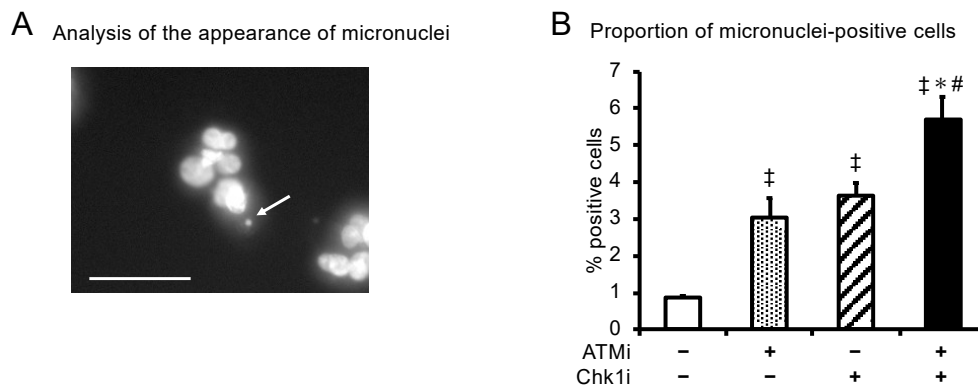 A Analysis of the appearance of micronuclei
B Proportion of micronuclei-positive cells
% positive cells
7
6
5
4
3
2
1
0
‡
‡
‡ * #
ATMi − + − +
Chk1i − − + +